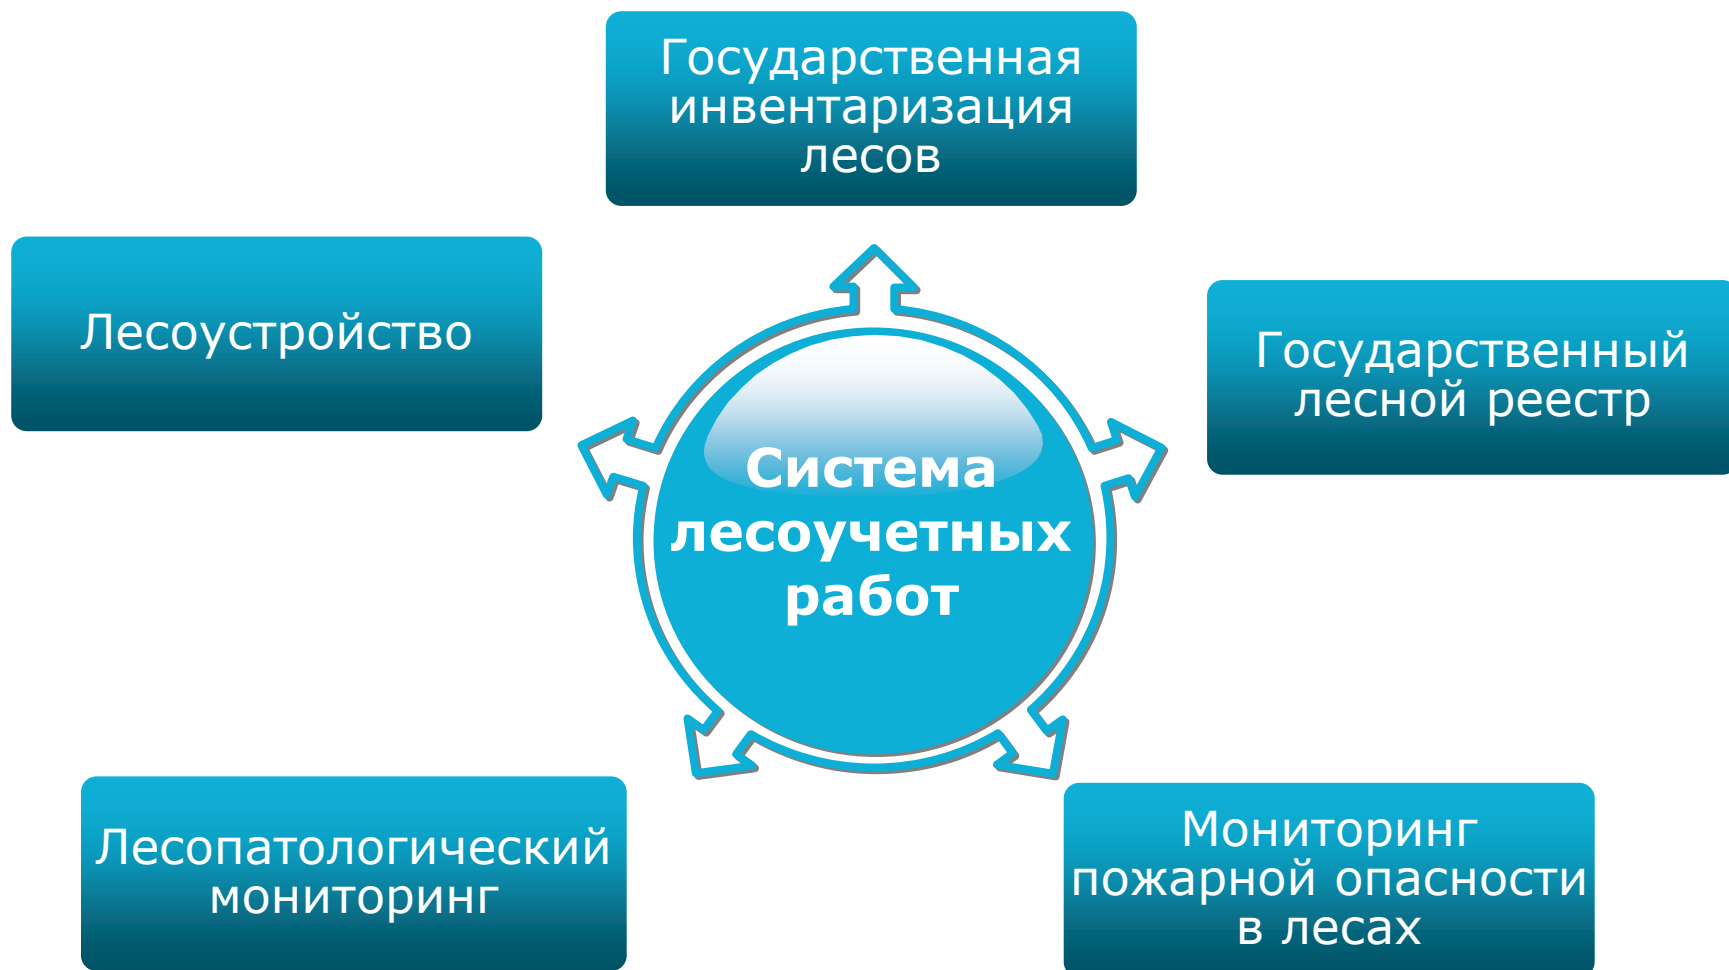 Государственная
инвентаризация
лесов
Лесоустройство
Государственный
лесной реестр
Система
лесоучетных
работ
Лесопатологический
мониторинг
Мониторинг
пожарной опасности
в лесах